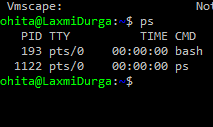 Vmscape: Not
ohita@LaxmiDurga:~$ ps
PID TTY TIME CMD
193 pts/0 00:00:00 bash
1122 pts/0 00:00:00 ps
ohita@LaxmiDurga:~$